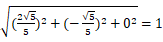 √((2√5/5)² + (−√5/5)² + 0²) = 1